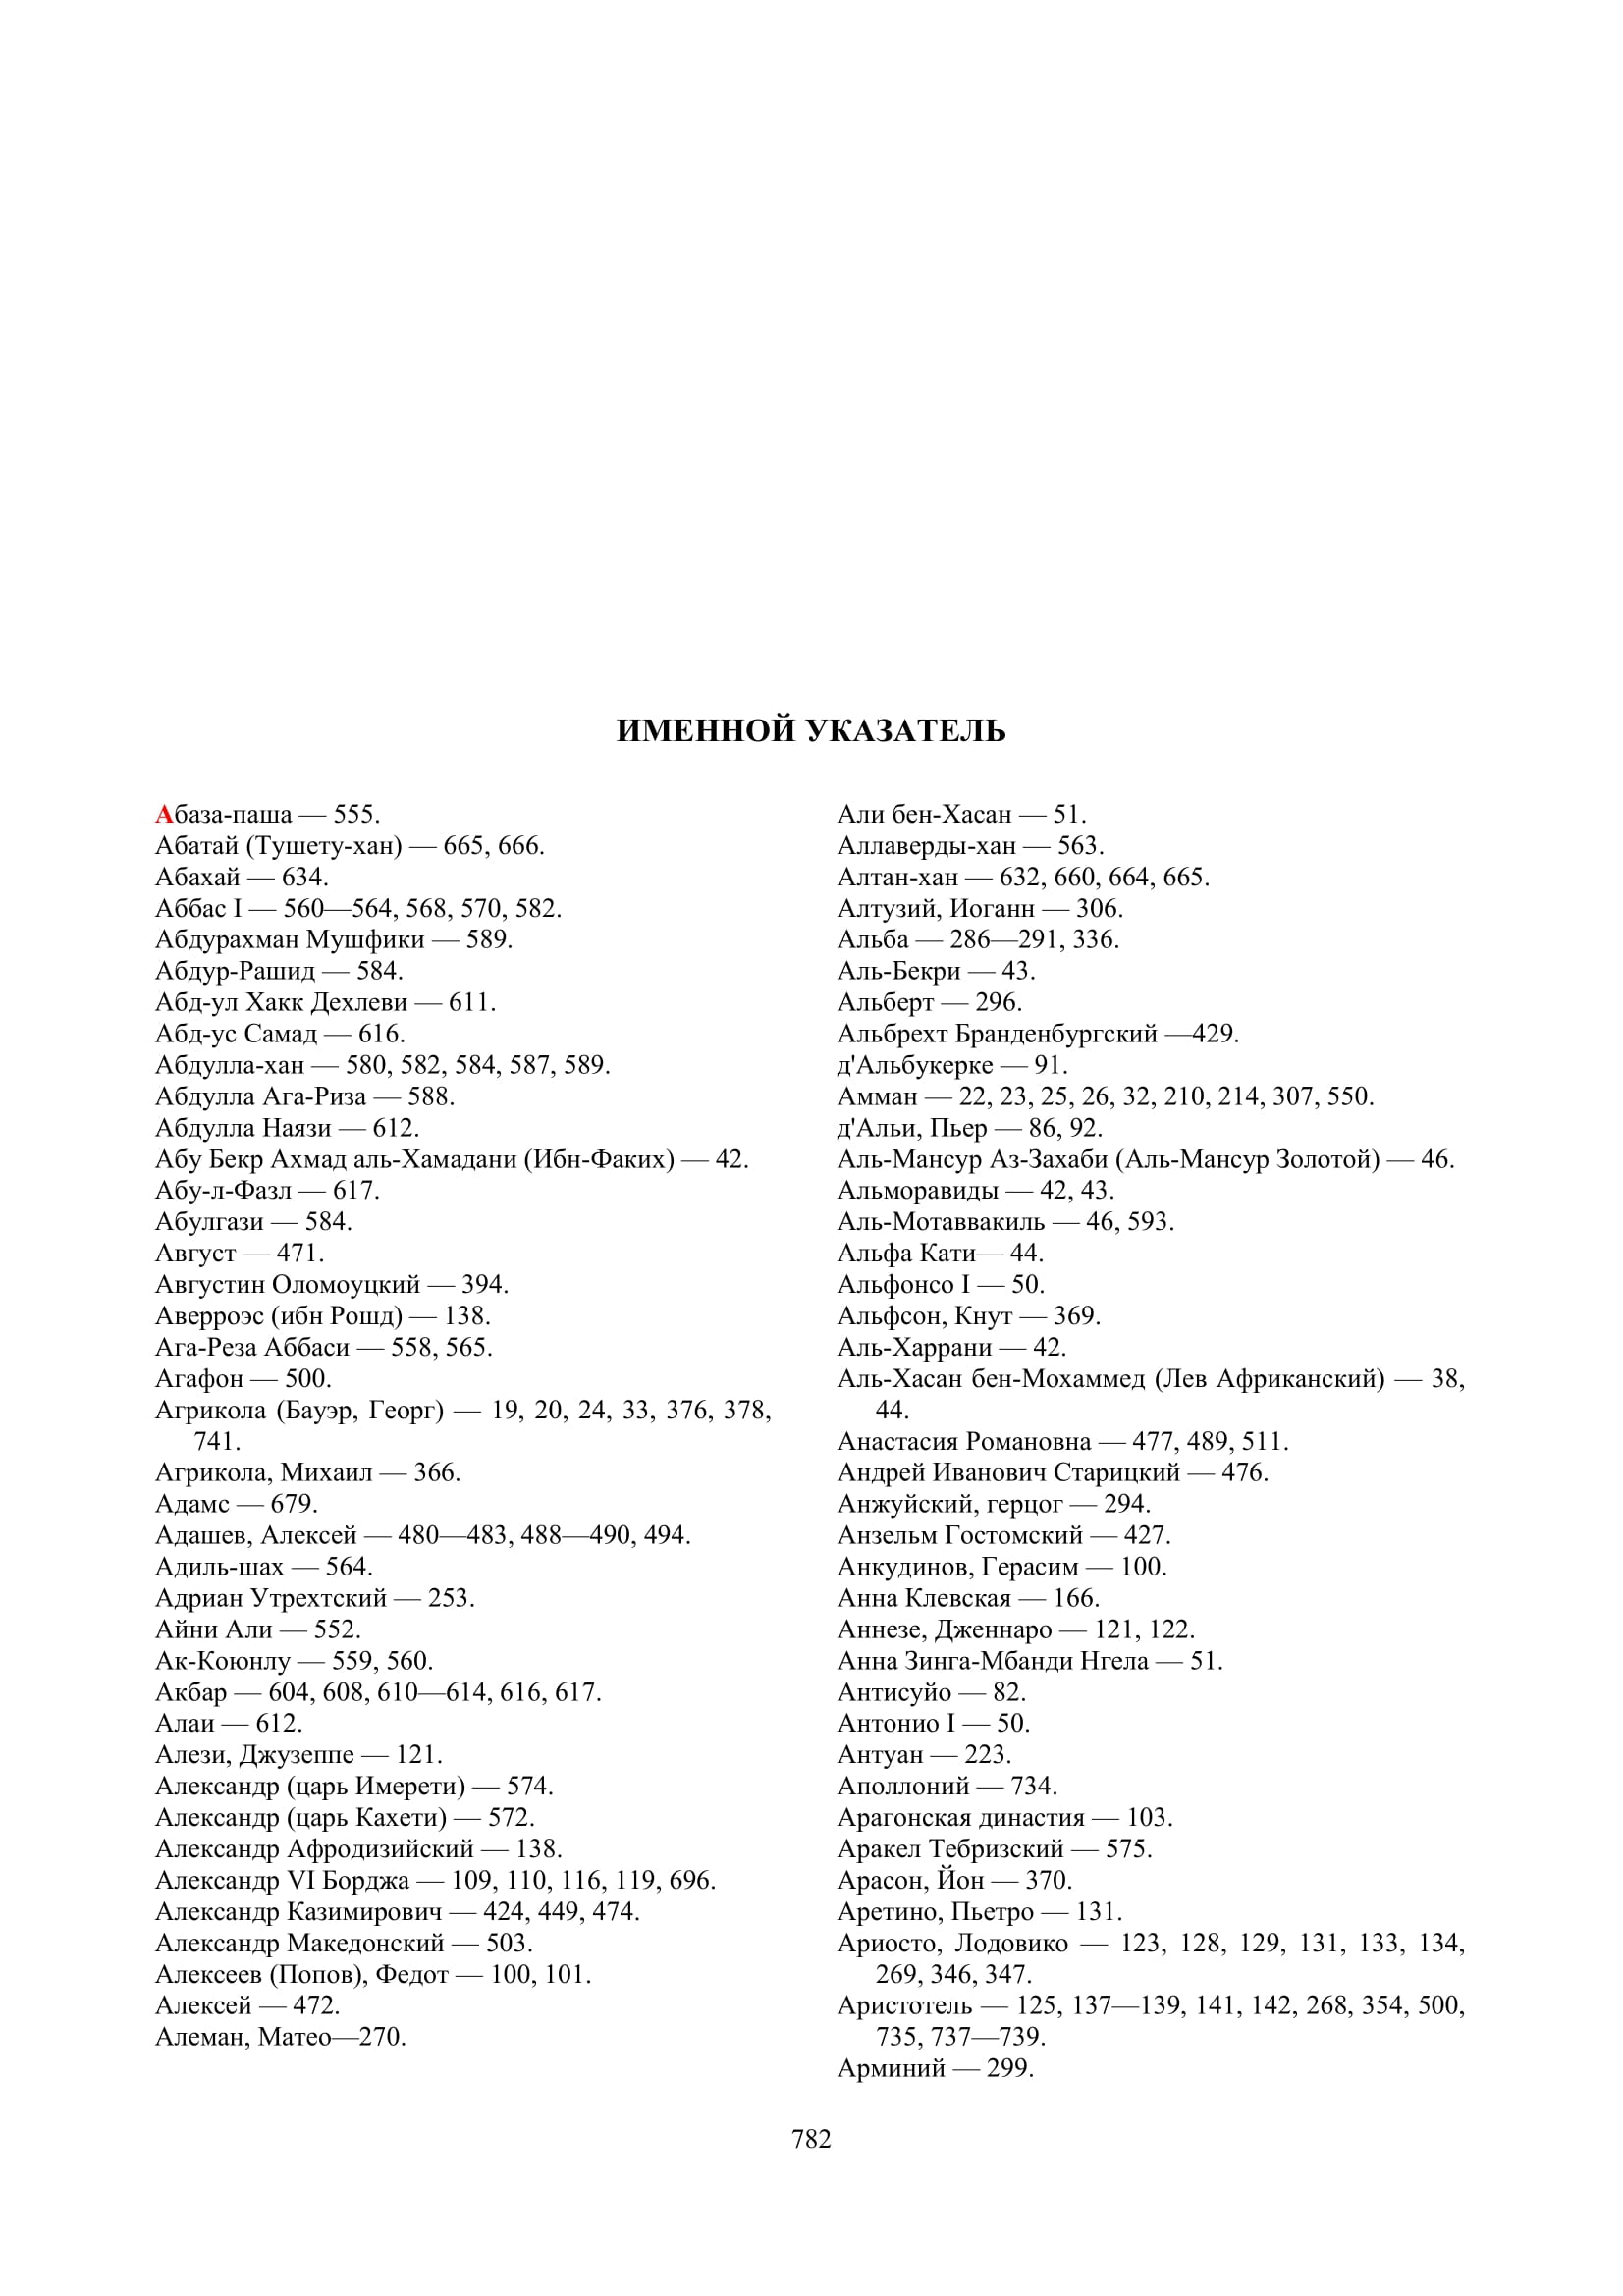 ИМЕННОЙ УКАЗАТЕЛЬ
Абаза-паша — 555.
Абатай (Тушету-хан) — 665, 666.
Абахай — 634.
Аббас I — 560—564, 568, 570, 582.
Абдурахман Мушфики — 589.
Абдур-Рашид — 584.
Абд-ул Хакк Дехлеви — 611.
Абд-ус Самад — 616.
Абдулла-хан — 580, 582, 584, 587, 589.
Абдулла Ага-Риза — 588.
Абдулла Наязи — 612.
Абу Бекр Ахмад аль-Хамадани (Ибн-Факих) — 42.
Абу-л-Фазл — 617.
Абулгази — 584.
Август — 471.
Августин Оломоуцкий — 394.
Аверроэс (ибн Рошд) — 138.
Ага-Реза Аббаси — 558, 565.
Агафон — 500.
Агрикола (Бауэр, Георг) — 19, 20, 24, 33, 376, 378,
741.
Агрикола, Михаил — 366.
Адамс — 679.
Адашев, Алексей — 480—483, 488—490, 494.
Адиль-шах — 564.
Адриан Утрехтский — 253.
Айни Али — 552.
Ак-Коюнлу — 559, 560.
Акбар — 604, 608, 610—614, 616, 617.
Алаи — 612.
Алези, Джузеппе — 121.
Александр (царь Имерети) — 574.
Александр (царь Кахети) — 572.
Александр Афродизийский — 138.
Александр VI Борджа — 109, 110, 116, 119, 696.
Александр Казимирович — 424, 449, 474.
Александр Македонский — 503.
Алексеев (Попов), Федот — 100, 101.
Алексей — 472.
Алеман, Матео—270.
Али бен-Хасан — 51.
Аллаверды-хан — 563.
Алтан-хан — 632, 660, 664, 665.
Алтузий, Иоганн — 306.
Альба — 286—291, 336.
Аль-Бекри — 43.
Альберт — 296.
Альбрехт Бранденбургский —429.
д'Альбукерке — 91.
Амман — 22, 23, 25, 26, 32, 210, 214, 307, 550.
д'Альи, Пьер — 86, 92.
Аль-Мансур Аз-Захаби (Аль-Мансур Золотой) — 46.
Альморавиды — 42, 43.
Аль-Мотаввакиль — 46, 593.
Альфа Кати— 44.
Альфонсо I — 50.
Альфсон, Кнут — 369.
Аль-Харрани — 42.
Аль-Хасан бен-Мохаммед (Лев Африканский) — 38,
44.
Анастасия Романовна — 477, 489, 511.
Андрей Иванович Старицкий — 476.
Анжуйский, герцог — 294.
Анзельм Гостомский — 427.
Анкудинов, Герасим — 100.
Анна Клевская — 166.
Аннезе, Дженнаро — 121, 122.
Анна Зинга-Мбанди Нгела — 51.
Антисуйо — 82.
Антонио I — 50.
Антуан — 223.
Аполлоний — 734.
Арагонская династия — 103.
Аракел Тебризский — 575.
Арасон, Йон — 370.
Аретино, Пьетро — 131.
Ариосто, Лодовико — 123, 128, 129, 131, 133, 134,
269, 346, 347.
Аристотель — 125, 137—139, 141, 142, 268, 354, 500,
735, 737—739.
Арминий — 299.
782